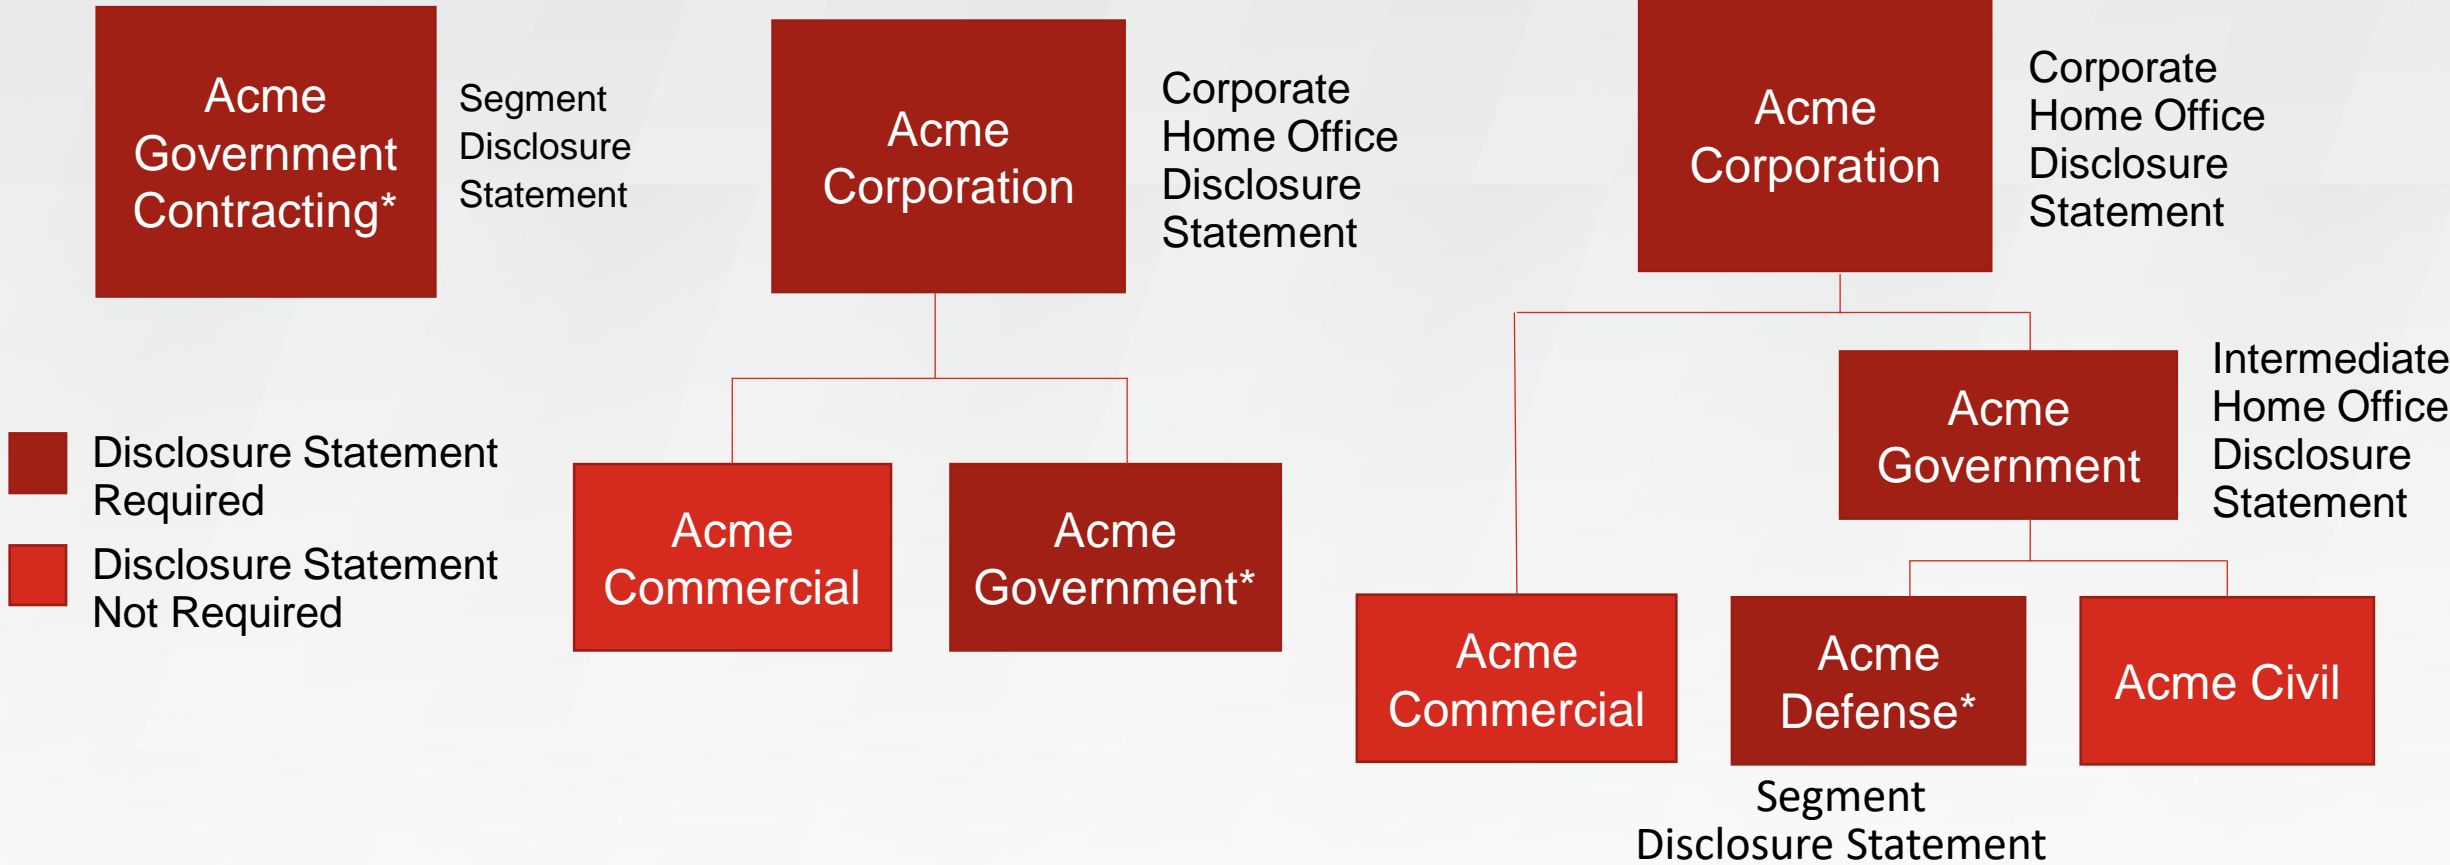 Acme
Government
Contracting*
Segment
Disclosure
Statement
Disclosure Statement
Required
Disclosure Statement
Not Required
Acme
Corporation
Corporate
Home Office
Disclosure
Statement
Acme
Commercial
Acme
Government*
Acme
Corporation
Corporate
Home Office
Disclosure
Statement
Acme
Government
Intermediate
Home Office
Disclosure
Statement
Acme
Commercial
Acme
Defense*
Acme Civil
Segment
Disclosure Statement